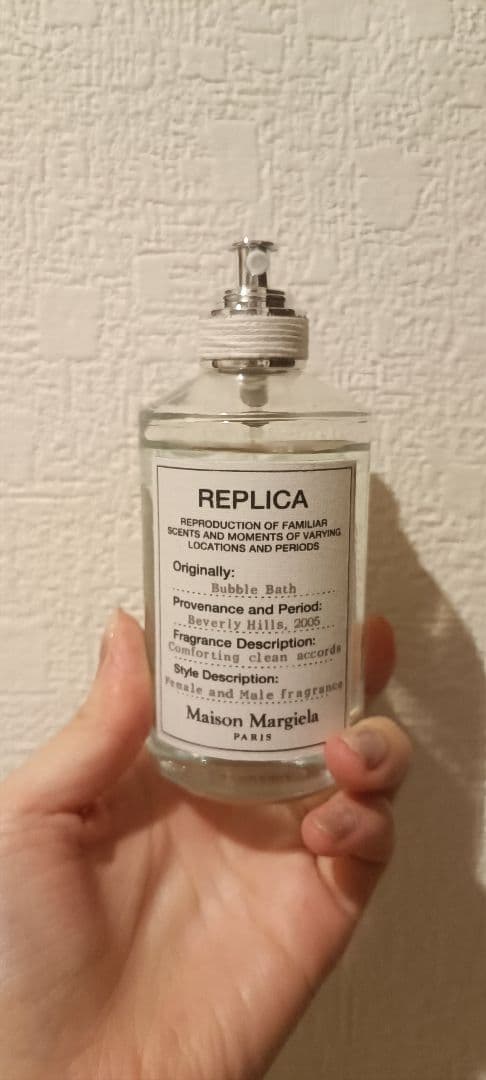 REPLICA
REPRODUCTION OF FAMILIAR
SCENTS AND MOMENTS OF VARYING
LOCATIONS AND PERIODS
Originally:
Bubble Bath
Provenance and Period:
Beverly Hills, 2005
Fragrance Description:
Comforting clean accords
Style Description:
Female and Male fragrance
Maison Margiela
PARIS